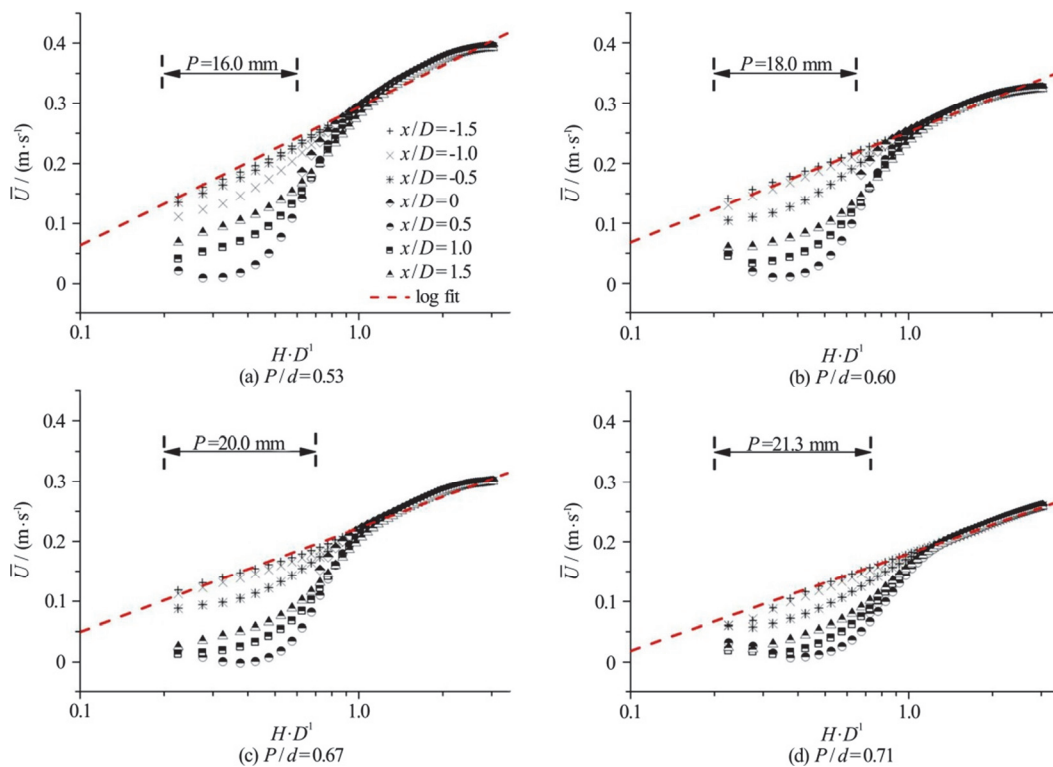 (a) P/d=0.53
P=16.0 mm
U̅ / (m·s⁻¹)
0.4
0.3
0.2
0.1
0
+ x/D=-1.5
× x/D=-1.0
✳ x/D=-0.5
x/D=0
x/D=0.5
x/D=1.0
x/D=1.5
log fit
0.1
1.0
H·D⁻¹
(b) P/d=0.60
P=18.0 mm
U̅ / (m·s⁻¹)
0.4
0.3
0.2
0.1
0
0.1
1.0
H·D⁻¹
(c) P/d=0.67
P=20.0 mm
U̅ / (m·s⁻¹)
0.4
0.3
0.2
0.1
0
0.1
1.0
H·D⁻¹
(d) P/d=0.71
P=21.3 mm
U̅ / (m·s⁻¹)
0.4
0.3
0.2
0.1
0
0.1
1.0
H·D⁻¹